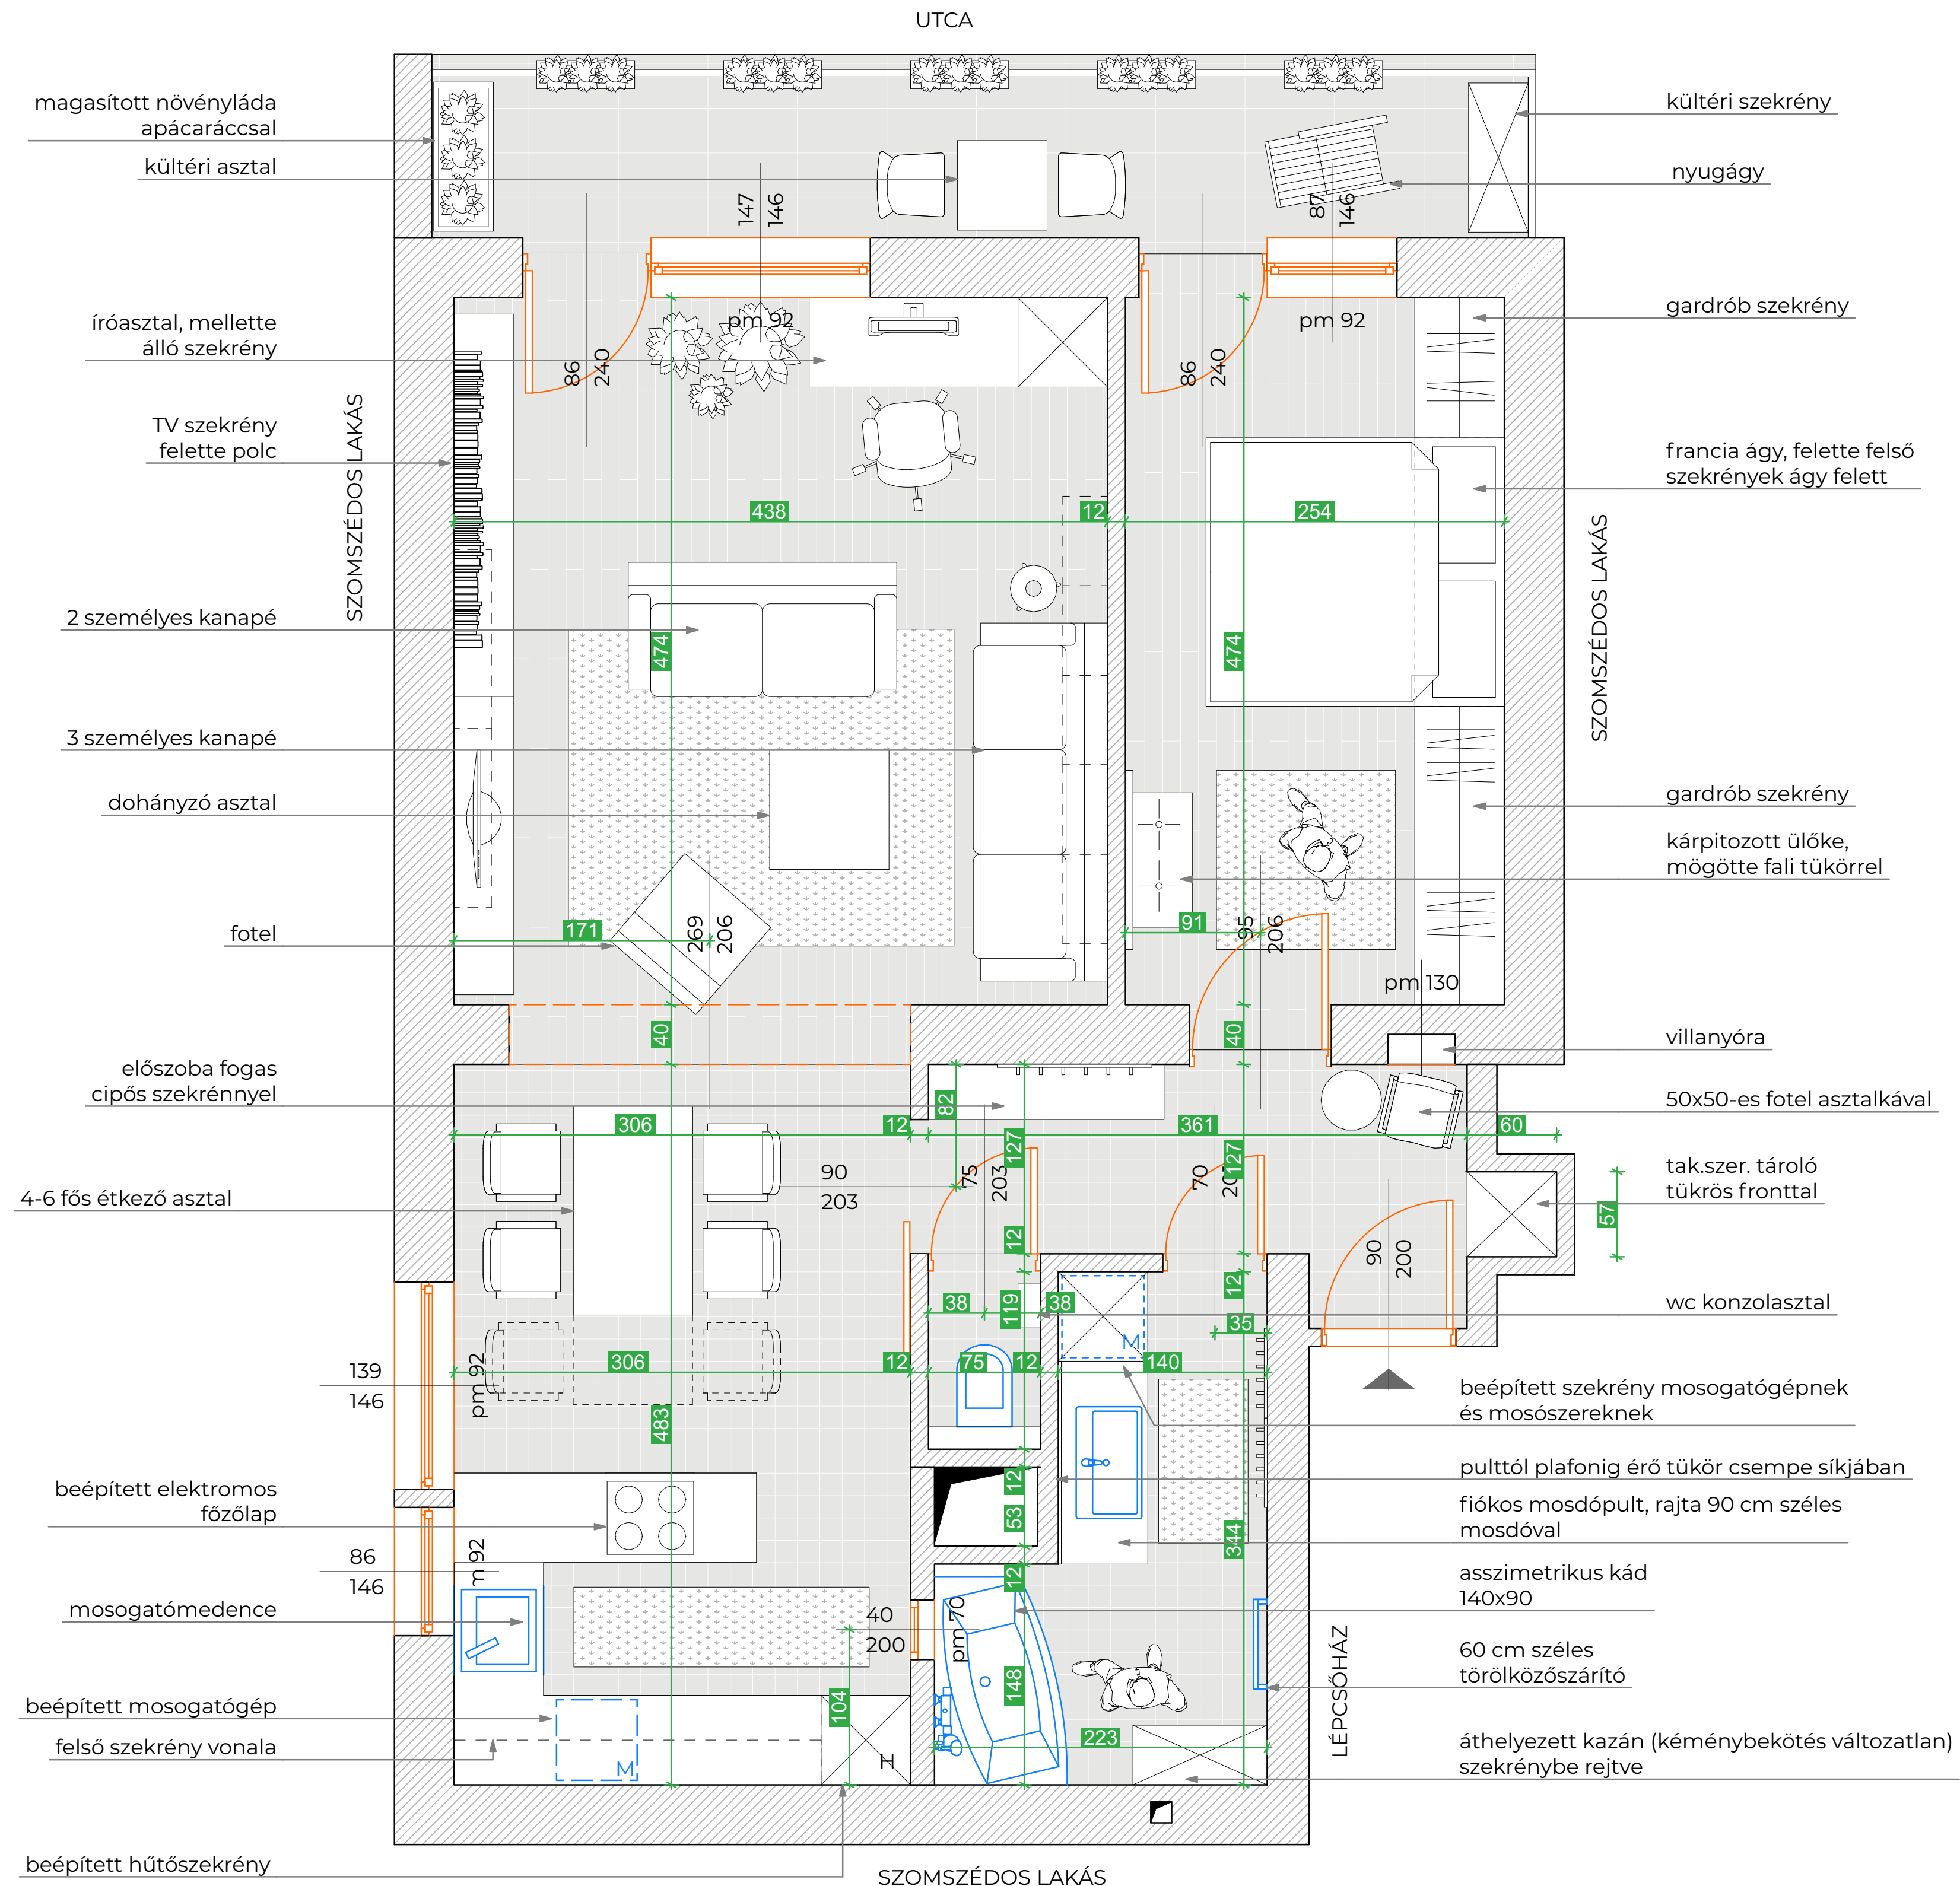 UTCA
magasított növényláda
apácaráccsal
kültéri asztal
kültéri szekrény
nyugágy
147
146
87
146
íróasztal, mellette
álló szekrény
pm 92
pm 92
gardrób szekrény
86
240
86
240
TV szekrény
felette polc
SZOMSZÉDOS LAKÁS
francia ágy, felette felső
szekrények ágy felett
438
12
254
SZOMSZÉDOS LAKÁS
2 személyes kanapé
474
474
3 személyes kanapé
dohányzó asztal
gardrób szekrény
kárpitozott ülőke,
mögötte fali tükörrel
fotel
171
269
206
91
95
206
pm 130
40
40
villanyóra
előszoba fogas
cipős szekrénnyel
82
50x50-es fotel asztalkával
306
12
127
361
127
60
90
203
75
203
70
tak.szer. tároló
tükrös fronttal
4-6 fős étkező asztal
57
12
90
200
12
38
119
38
wc konzolasztal
35
M
139
146
pm 92
306
12
75
12
140
beépített szekrény mosogatógépnek
és mosószereknek
483
pulttól plafonig érő tükör csempe síkjában
beépített elektromos
főzőlap
12
53
fiókos mosdópult, rajta 90 cm széles
mosdóval
344
86
146
m 92
12
asszimetrikus kád
140x90
mosogatómedence
40
200
pm 70
60 cm széles
törölközőszárító
LÉPCSŐHÁZ
148
beépített mosogatógép
104
felső szekrény vonala
223
M
H
áthelyezett kazán (kéménybekötés változatlan)
szekrénybe rejtve
beépített hűtőszekrény
SZOMSZÉDOS LAKÁS